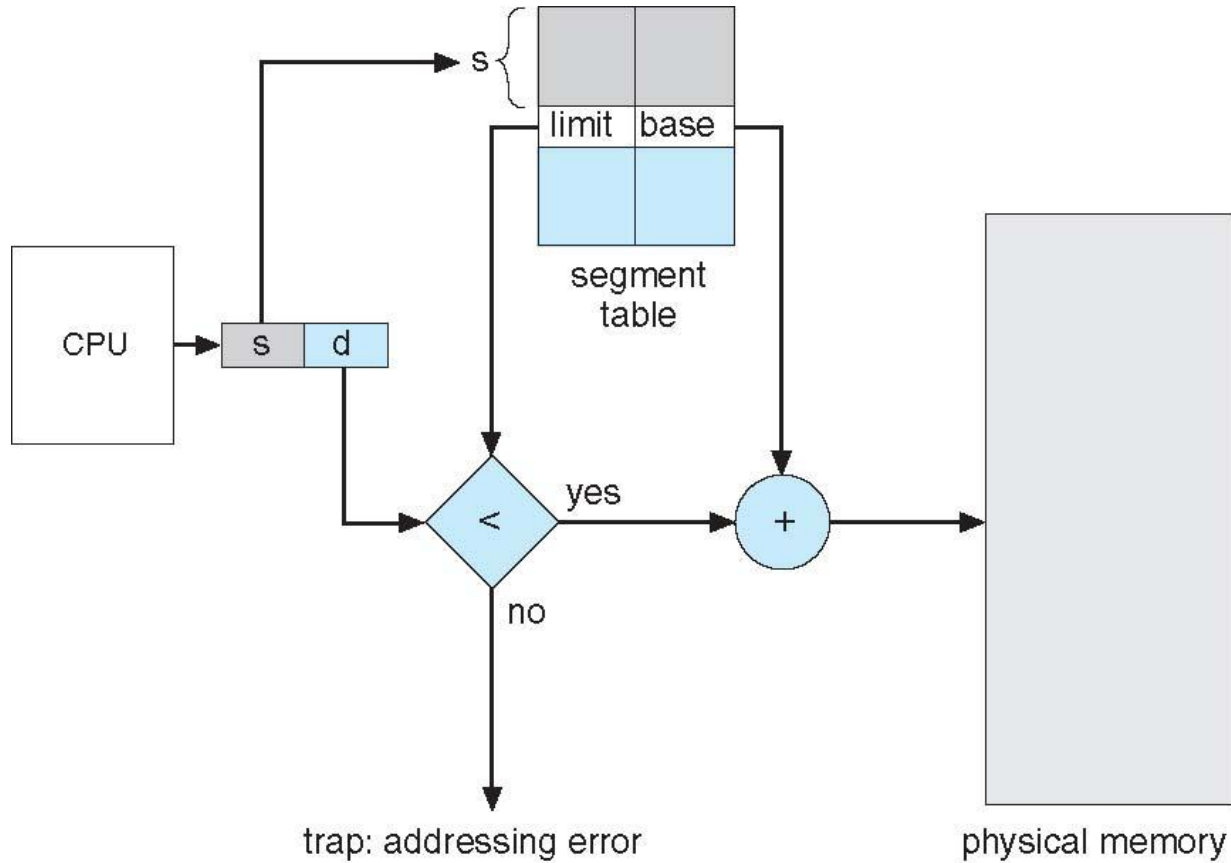 s
limit base
segment
table
CPU
s d
<
yes
+
no
trap: addressing error
physical memory